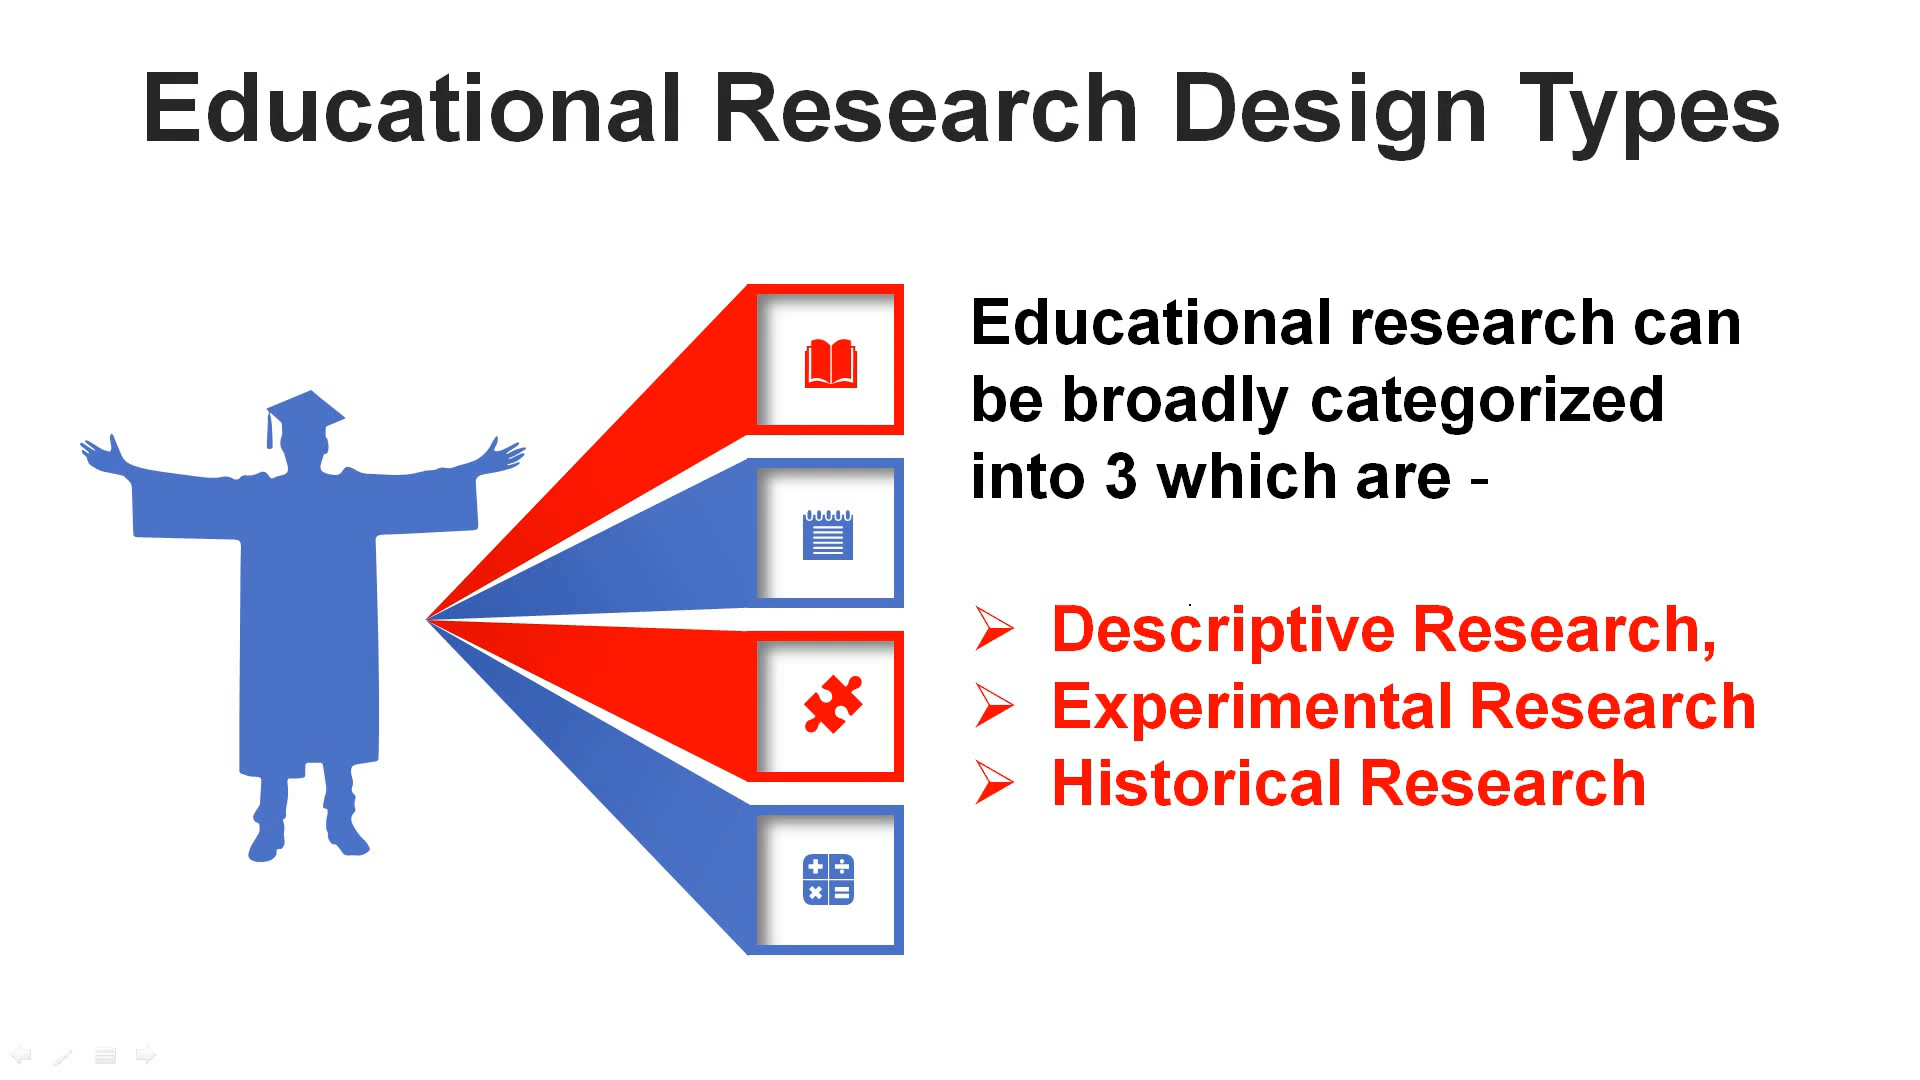 Educational Research Design Types
Educational research can
be broadly categorized
into 3 which are -
Descriptive Research,
Experimental Research
Historical Research